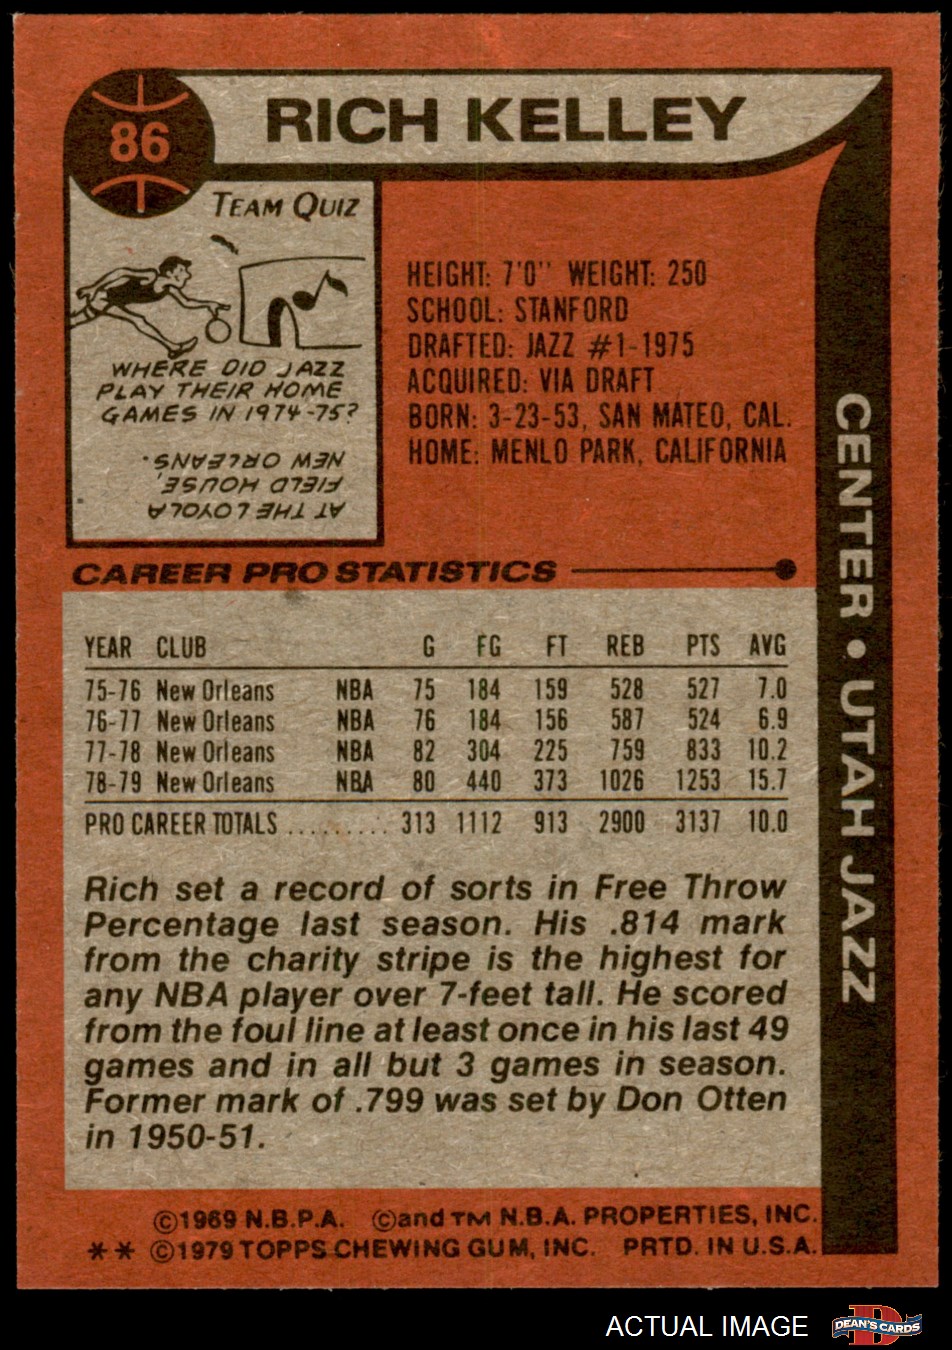 86
RICH KELLEY
TEAM QUIZ
WHERE DID JAZZ
PLAY THEIR HOME
GAMES IN 1974-75?
AT THE LOYOLA
FIELD HOUSE,
NEW ORLEANS.
HEIGHT: 7'0" WEIGHT: 250
SCHOOL: STANFORD
DRAFTED: JAZZ #1-1975
ACQUIRED: VIA DRAFT
BORN: 3-23-53, SAN MATEO, CAL.
HOME: MENLO PARK, CALIFORNIA
CENTER • UTAH JAZZ
CAREER PRO STATISTICS
YEAR CLUB G FG FT REB PTS AVG
75-76 New Orleans NBA 75 184 159 528 527 7.0
76-77 New Orleans NBA 76 184 156 587 524 6.9
77-78 New Orleans NBA 82 304 225 759 833 10.2
78-79 New Orleans NBA 80 440 373 1026 1253 15.7
PRO CAREER TOTALS ......... 313 1112 913 2900 3137 10.0
Rich set a record of sorts in Free Throw
Percentage last season. His .814 mark
from the charity stripe is the highest for
any NBA player over 7-feet tall. He scored
from the foul line at least once in his last 49
games and in all but 3 games in season.
Former mark of .799 was set by Don Otten
in 1950-51.
©1969 N.B.P.A. ©and TM N.B.A. PROPERTIES, INC.
** ©1979 TOPPS CHEWING GUM, INC. PRTD. IN U.S.A.
ACTUAL IMAGE
D
DEAN'S CARDS